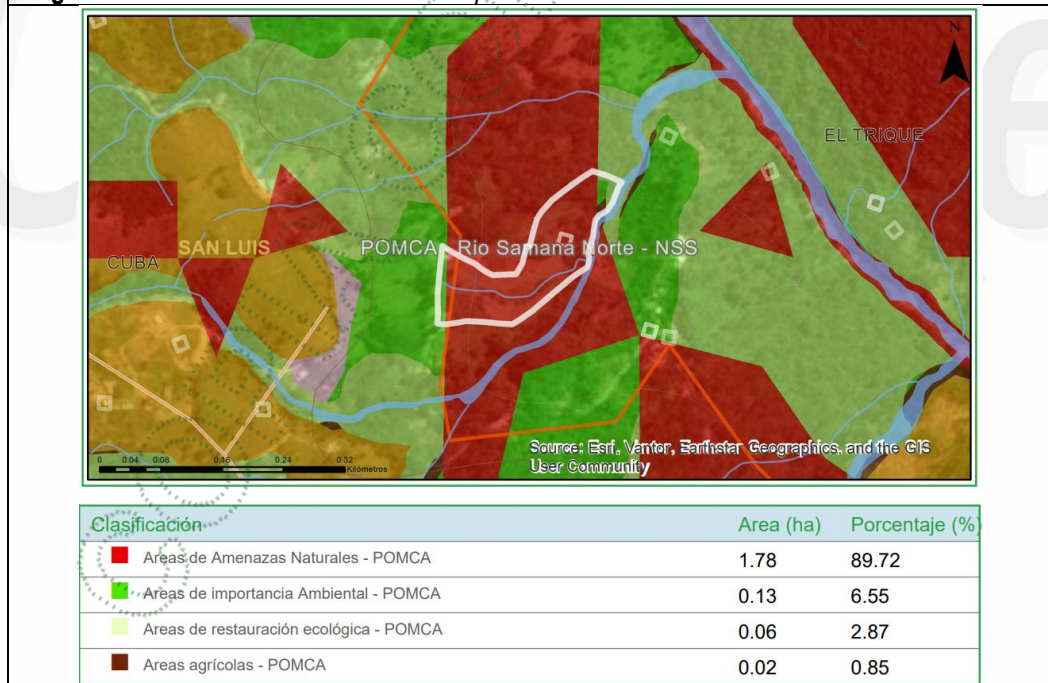 N
EL TRIQUE
SAN LUIS
POMCA Rio Samaná Norte - NSS
CUBA
Source: Esri, Vantor, Earthstar Geographics, and the GIS
User Community
0 0.04 0.08 0.16 0.24 0.32
Kilómetros
Clasificación Area (ha) Porcentaje (%)
Areas de Amenazas Naturales - POMCA 1.78 89.72
Areas de importancia Ambiental - POMCA 0.13 6.55
Areas de restauración ecológica - POMCA 0.06 2.87
Areas agrícolas - POMCA 0.02 0.85